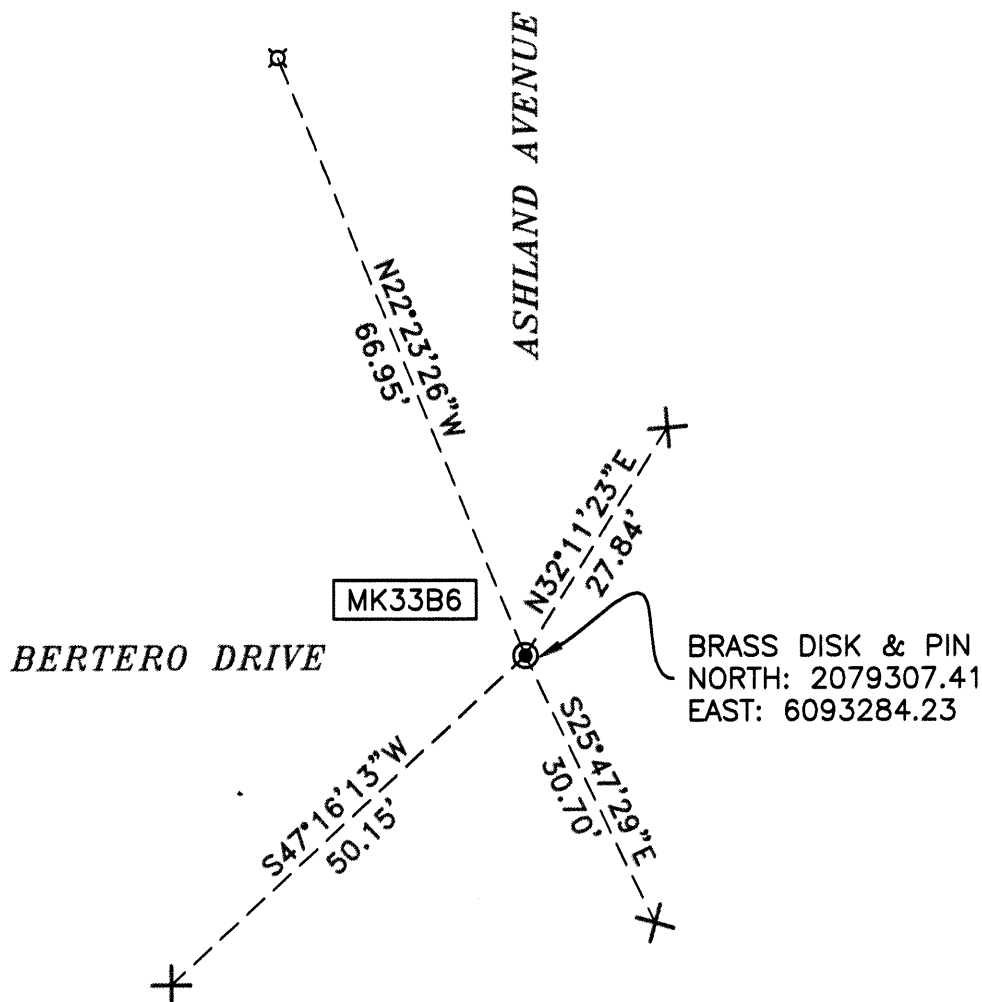 ASHLAND AVENUE
N22°23'26"W
66.95'
N32°11'23"E
27.84'
MK33B6
BERTERO DRIVE
BRASS DISK & PIN
NORTH: 2079307.41
EAST: 6093284.23
S47°16'13"W
50.15'
S25°47'29"E
30.70'